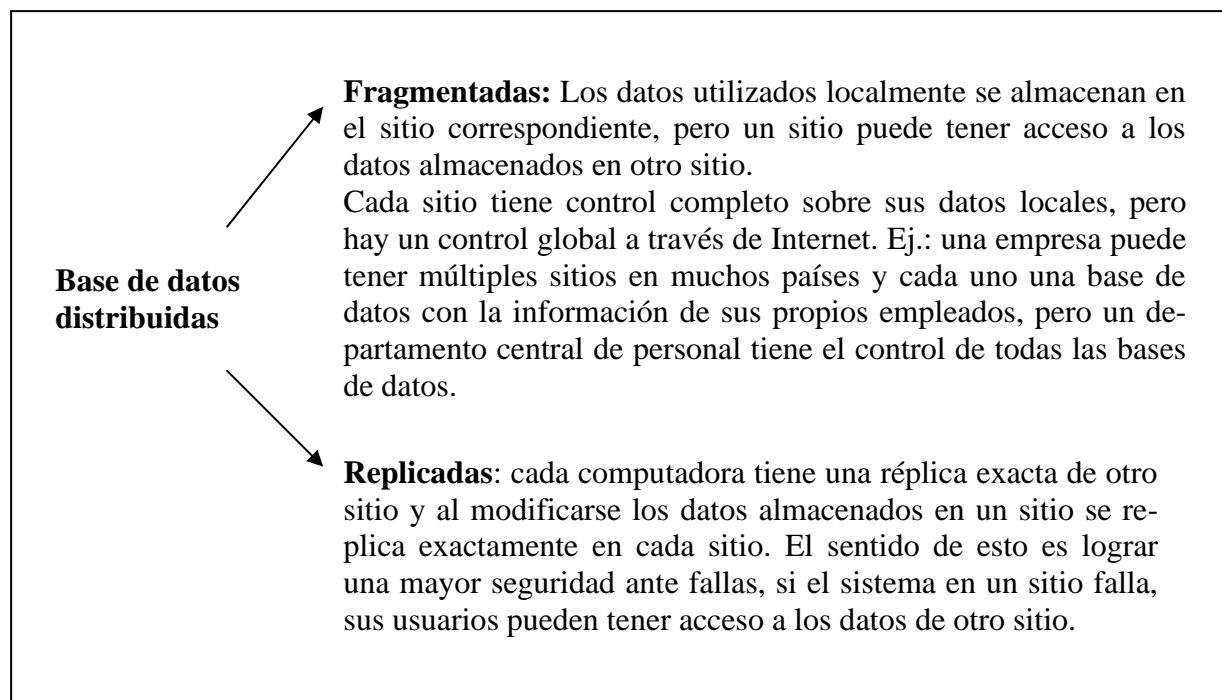 Fragmentadas: Los datos utilizados localmente se almacenan en
el sitio correspondiente, pero un sitio puede tener acceso a los
datos almacenados en otro sitio.
Cada sitio tiene control completo sobre sus datos locales, pero
hay un control global a través de Internet. Ej.: una empresa puede
tener múltiples sitios en muchos países y cada uno una base de
datos con la información de sus propios empleados, pero un de-
partamento central de personal tiene el control de todas las bases
de datos.
Base de datos
distribuidas
Replicadas: cada computadora tiene una réplica exacta de otro
sitio y al modificarse los datos almacenados en un sitio se re-
plica exactamente en cada sitio. El sentido de esto es lograr
una mayor seguridad ante fallas, si el sistema en un sitio falla,
sus usuarios pueden tener acceso a los datos de otro sitio.